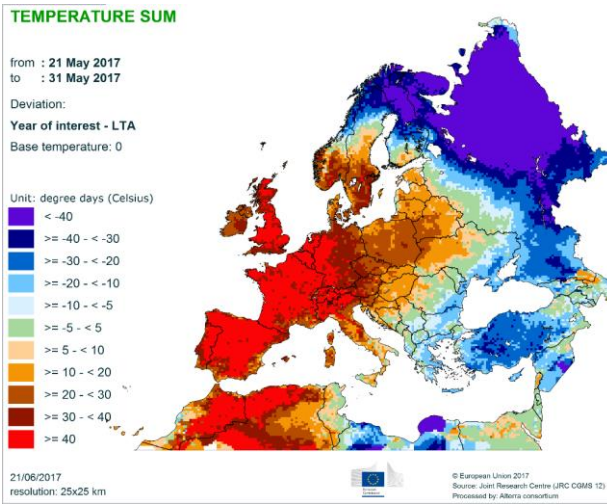 TEMPERATURE SUM
from : 21 May 2017
to : 31 May 2017
Deviation:
Year of interest - LTA
Base temperature: 0
Unit: degree days (Celsius)
< -40
>= -40 - < -30
>= -30 - < -20
>= -20 - < -10
>= -10 - < -5
>= -5 - < 5
>= 5 - < 10
>= 10 - < 20
>= 20 - < 30
>= 30 - < 40
>= 40
21/06/2017
resolution: 25x25 km
© European Union 2017
Source: Joint Research Centre (JRC CGMS 12)
Processed by: Alterra consortium